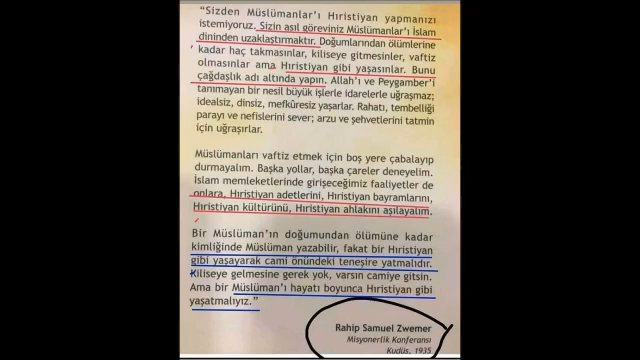 “Sizden Müslümanlar’ı Hıristiyan yapmanızı
istemiyoruz. Sizin asıl göreviniz Müslümanlar’ı İslam
dininden uzaklaştırmaktır. Doğumlarından ölümlerine
kadar haç takmasınlar, kiliseye gitmesinler, vaftiz
olmasınlar ama Hıristiyan gibi yaşasınlar. Bunu
çağdaşlık adı altında yapın. Allah’ı ve Peygamber’i
tanımayan bir nesil büyük işlerle idarelerle uğraşmaz;
idealsiz, dinsiz, mefkûresiz yaşarlar. Rahatı, tembelliği
parayı ve nefislerini sever; arzu ve şehvetlerini tatmin
için uğraşırlar.
Müslümanları vaftiz etmek için boş yere çabalayıp
durmayalım. Başka yollar, başka çareler deneyelim.
İslam memleketlerinde girişeceğimiz faaliyetler de
onlara, Hıristiyan adetlerini, Hıristiyan bayramlarını,
Hıristiyan kültürünü, Hıristiyan ahlakını aşılayalım.
Bir Müslüman’ın doğumundan ölümüne kadar
kimliğinde Müslüman yazabilir, fakat bir Hıristiyan
gibi yaşayarak cami önündeki teneşire yatmalıdır.
Kiliseye gelmesine gerek yok, varsın camiye gitsin.
Ama bir Müslüman’ı hayatı boyunca Hıristiyan gibi
yaşatmalıyız.”
Rahip Samuel Zwemer
Misyonerlik Konferansı
Kudüs, 1935